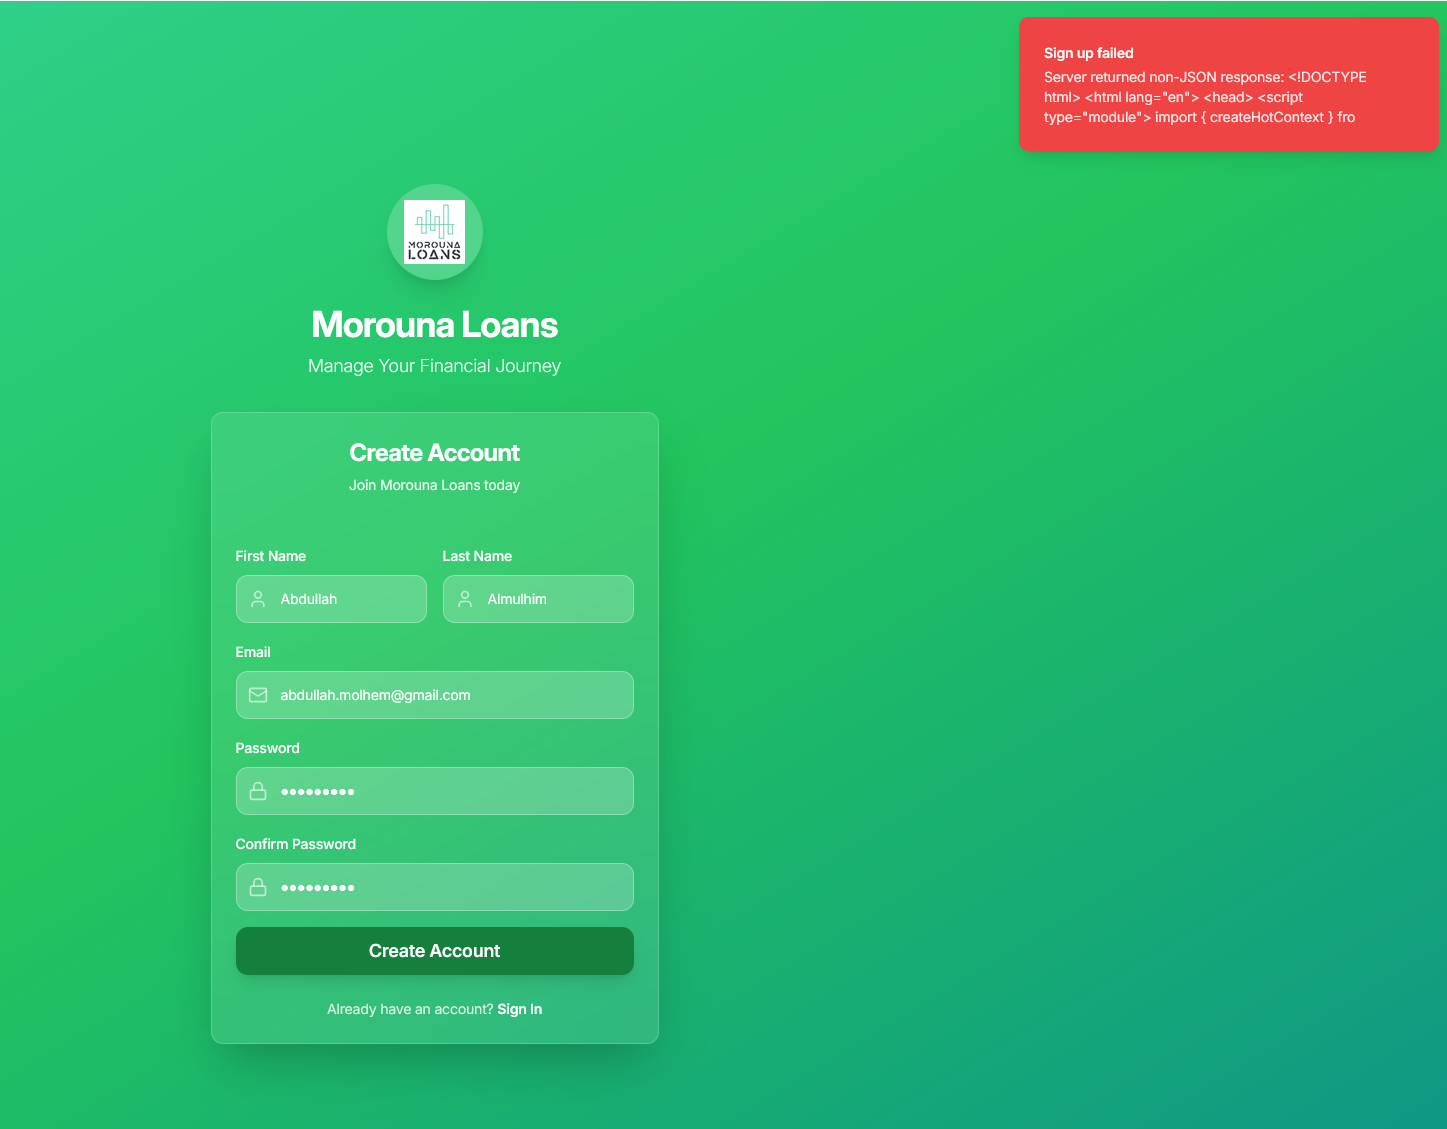 Sign up failed
Server returned non-JSON response: <!DOCTYPE
html> <html lang="en"> <head> <script
type="module"> import { createHotContext } fro
MOROUNA
LOANS
Morouna Loans
Manage Your Financial Journey
Create Account
Join Morouna Loans today
First Name
Last Name
Abdullah
Almulhim
Email
abdullah.molhem@gmail.com
Password
•••••••••
Confirm Password
•••••••••
Create Account
Already have an account? Sign In